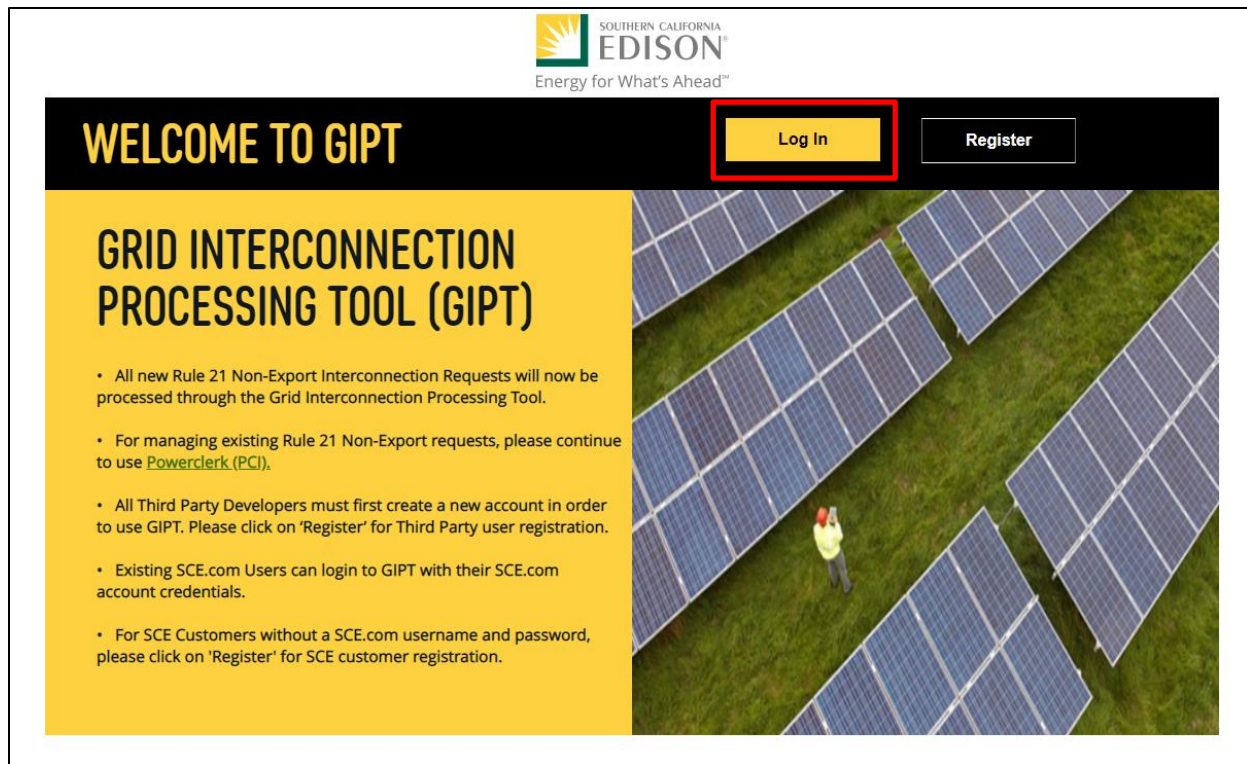 SOUTHERN CALIFORNIA
EDISON®
Energy for What's Ahead℠
WELCOME TO GIPT
Log In
Register
GRID INTERCONNECTION
PROCESSING TOOL (GIPT)
• All new Rule 21 Non-Export Interconnection Requests will now be
processed through the Grid Interconnection Processing Tool.
• For managing existing Rule 21 Non-Export requests, please continue
to use Powerclerk (PCI).
• All Third Party Developers must first create a new account in order
to use GIPT. Please click on ‘Register’ for Third Party user registration.
• Existing SCE.com Users can login to GIPT with their SCE.com
account credentials.
• For SCE Customers without a SCE.com username and password,
please click on 'Register' for SCE customer registration.